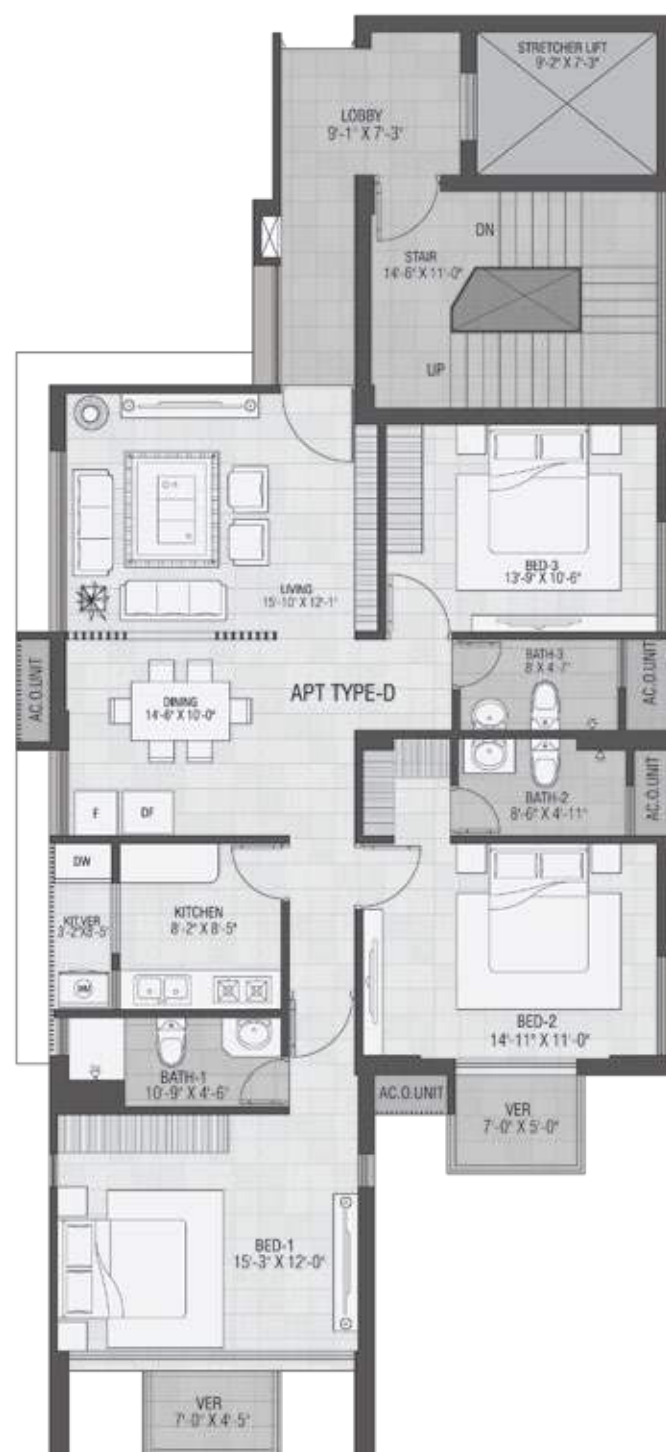 STRETCHER LIFT
9'-2" X 7'-3"
LOBBY
9'-1" X 7'-3"
DN
STAIR
14'-6" X 11'-0"
UP
BED-3
13'-9" X 10'-6"
LIVING
15'-10" X 12'-1"
BATH-3
8' X 4'-7"
AC.O.UNIT
AC.O.UNIT
APT TYPE-D
DINING
14'-6" X 10'-0"
BATH-2
8'-6" X 4'-11"
AC.O.UNIT
F
DF
DW
KITCHEN
8'-2" X 8'-5"
KIT.VER
3'-2"X8'-5"
WM
BED-2
14'-11" X 11'-0"
BATH-1
10'-9" X 4'-6"
AC.O.UNIT
VER
7'-0" X 5'-0"
BED-1
15'-3" X 12'-0"
VER
7'-0" X 4'-5"